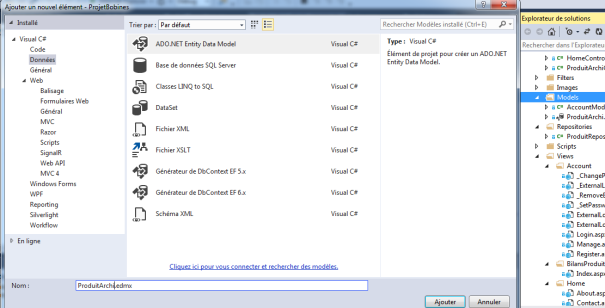 Ajouter un nouvel élément - ProjetBobines
Installé
Trier par : Par défaut
Rechercher Modèles installé (Ctrl+E)
Visual C#
Code
Données
Général
Web
Balisage
Formulaires Web
Général
MVC
Razor
Scripts
SignalR
Web API
MVC 4
Windows Forms
WPF
Reporting
Silverlight
Workflow
En ligne
ADO.NET Entity Data Model Visual C#
Base de données SQL Server Visual C#
Classes LINQ to SQL Visual C#
DataSet Visual C#
Fichier XML Visual C#
Fichier XSLT Visual C#
Générateur de DbContext EF 5.x Visual C#
Générateur de DbContext EF 6.x Visual C#
Schéma XML Visual C#
Cliquez ici pour vous connecter et rechercher des modèles.
Type : Visual C#
Élément de projet pour créer un ADO.NET
Entity Data Model.
Nom :
ProduitArchi.edmx
Ajouter Annuler
Explorateur de solutions
Rechercher dans l'Explorateu
C# HomeContro
C# ProduitArchit
Filters
Images
Models
C# AccountMod
ProduitArchi.
Repositories
C# ProduitRepos
Scripts
Views
Account
_ChangeP
_ExternalL
_RemoveE
_SetPassw
ExternalLo
ExternalLo
Login.asp
Manage.a
Register.a
BilansProduit
Index.asp
Home
About.asp
Contact.a